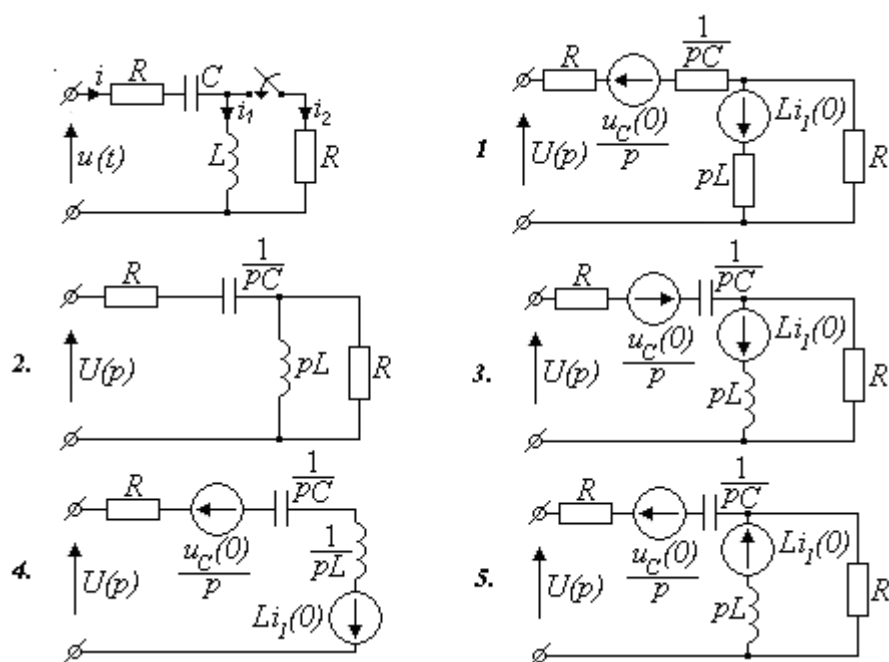 i R C
i₁ i₂
u(t) L R
1 U(p) R u_C(0)/p 1/pC Li₁(0) pL R
2. U(p) R 1/pC pL R
3. U(p) R u_C(0)/p 1/pC Li₁(0) pL R
4. U(p) R u_C(0)/p 1/pC 1/pL Li₁(0)
5. U(p) R u_C(0)/p 1/pC Li₁(0) pL R